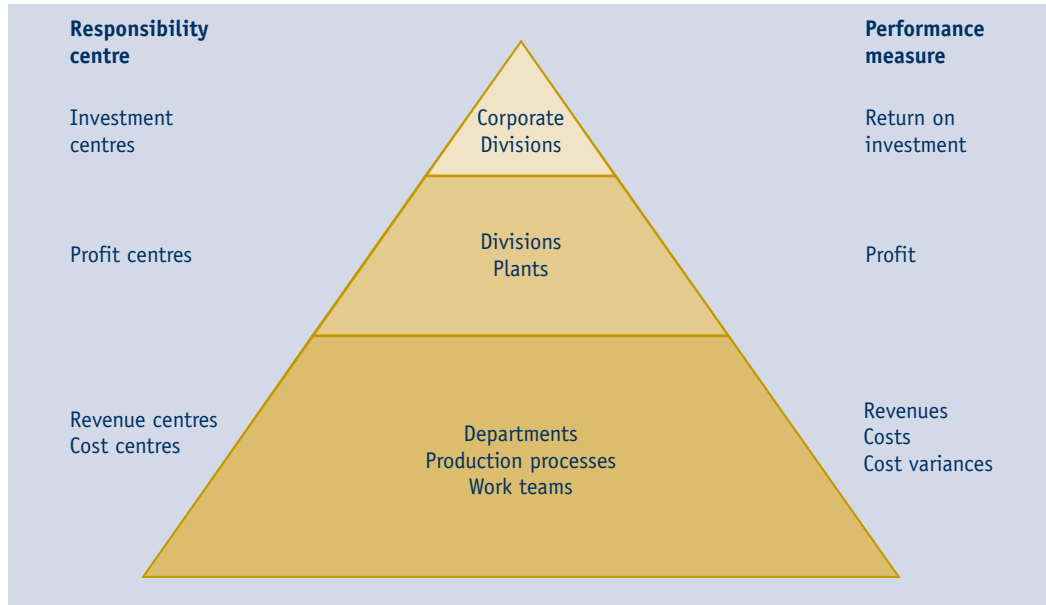 Responsibility
centre
Performance
measure
Investment
centres
Corporate
Divisions
Return on
investment
Profit centres
Divisions
Plants
Profit
Revenue centres
Cost centres
Departments
Production processes
Work teams
Revenues
Costs
Cost variances